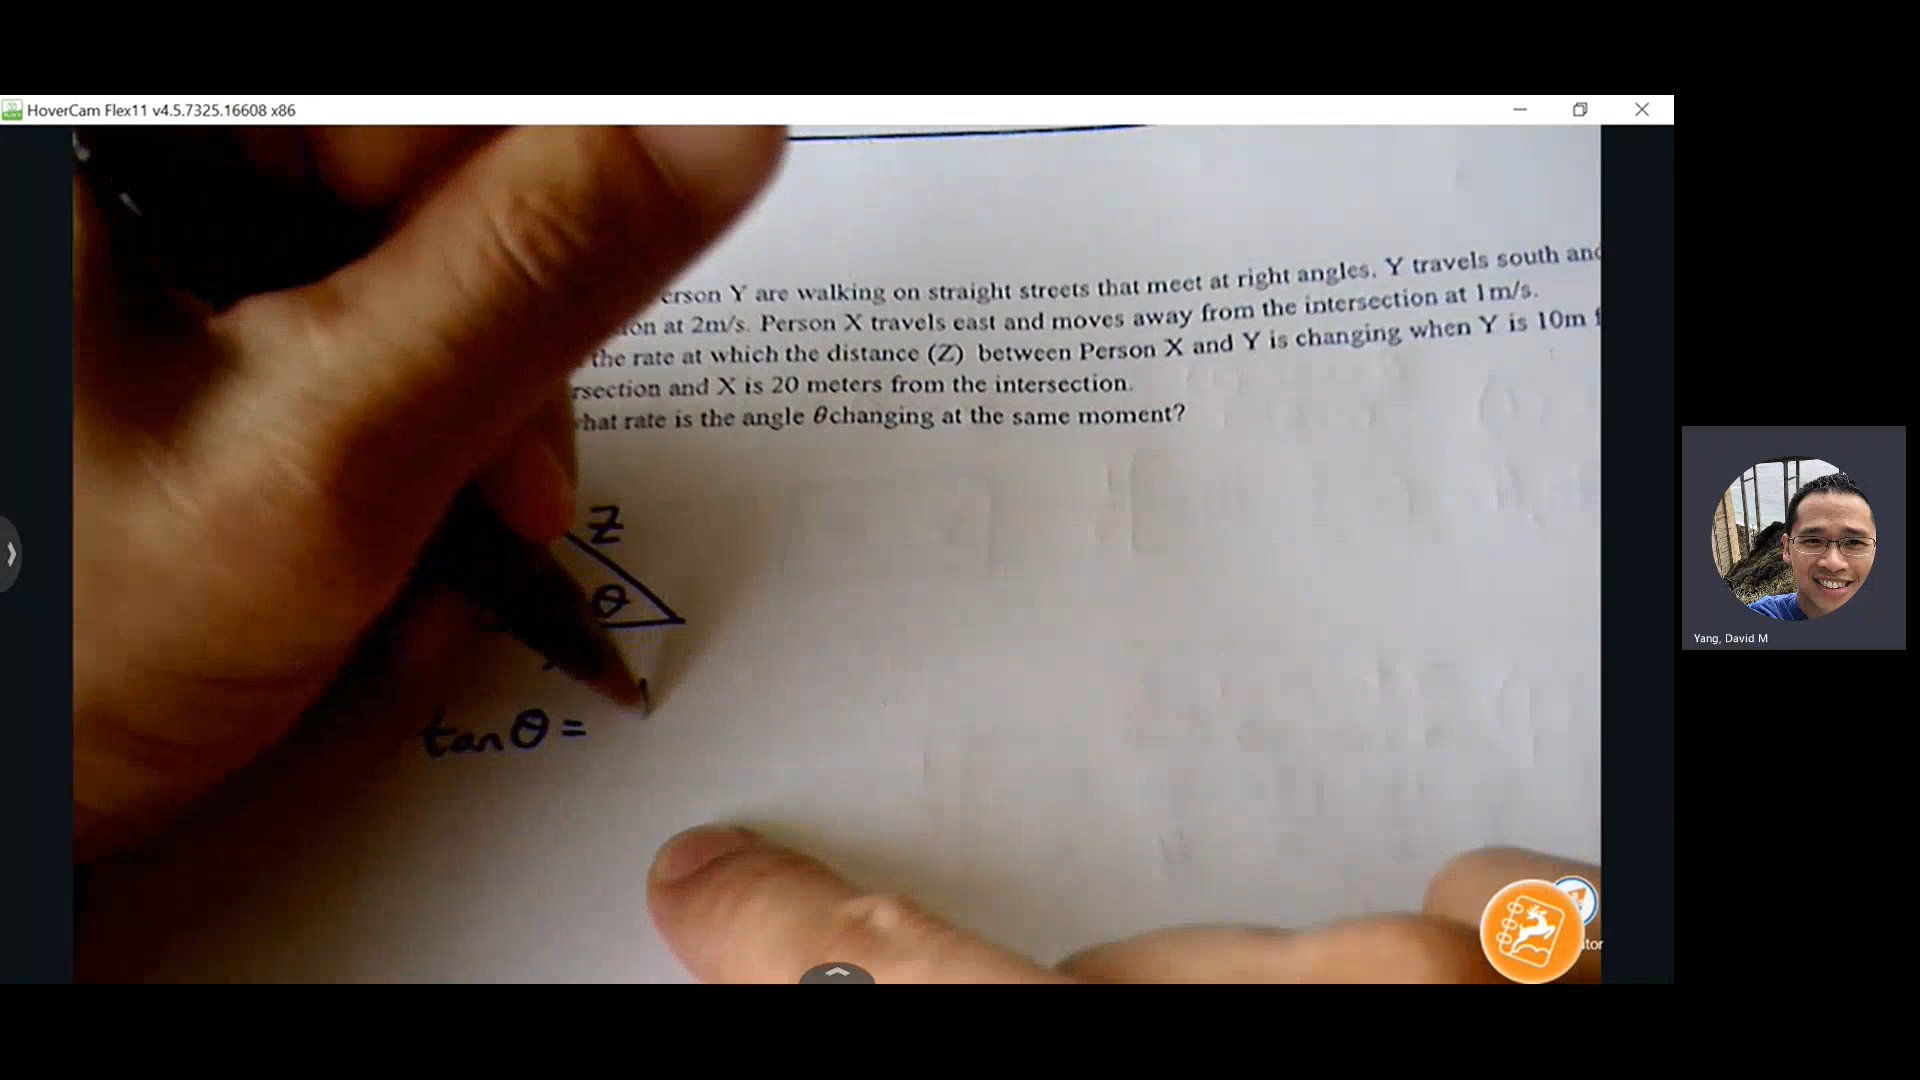 HoverCam Flex11 v4.5.7325.16608 x86
erson Y are walking on straight streets that meet at right angles. Y travels south and
ion at 2m/s. Person X travels east and moves away from the intersection at 1m/s.
the rate at which the distance (Z) between Person X and Y is changing when Y is 10m f
rsection and X is 20 meters from the intersection.
hat rate is the angle θ changing at the same moment?
Z
θ
tan θ =
tor
Yang, David M